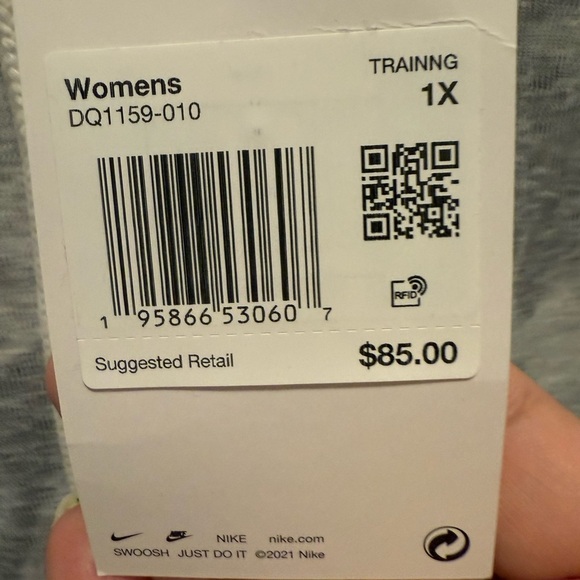 Womens
TRAINNG
DQ1159-010
1X
RFID
1 95866 53060 7
Suggested Retail
$85.00
NIKE nike.com
SWOOSH JUST DO IT ©2021 Nike